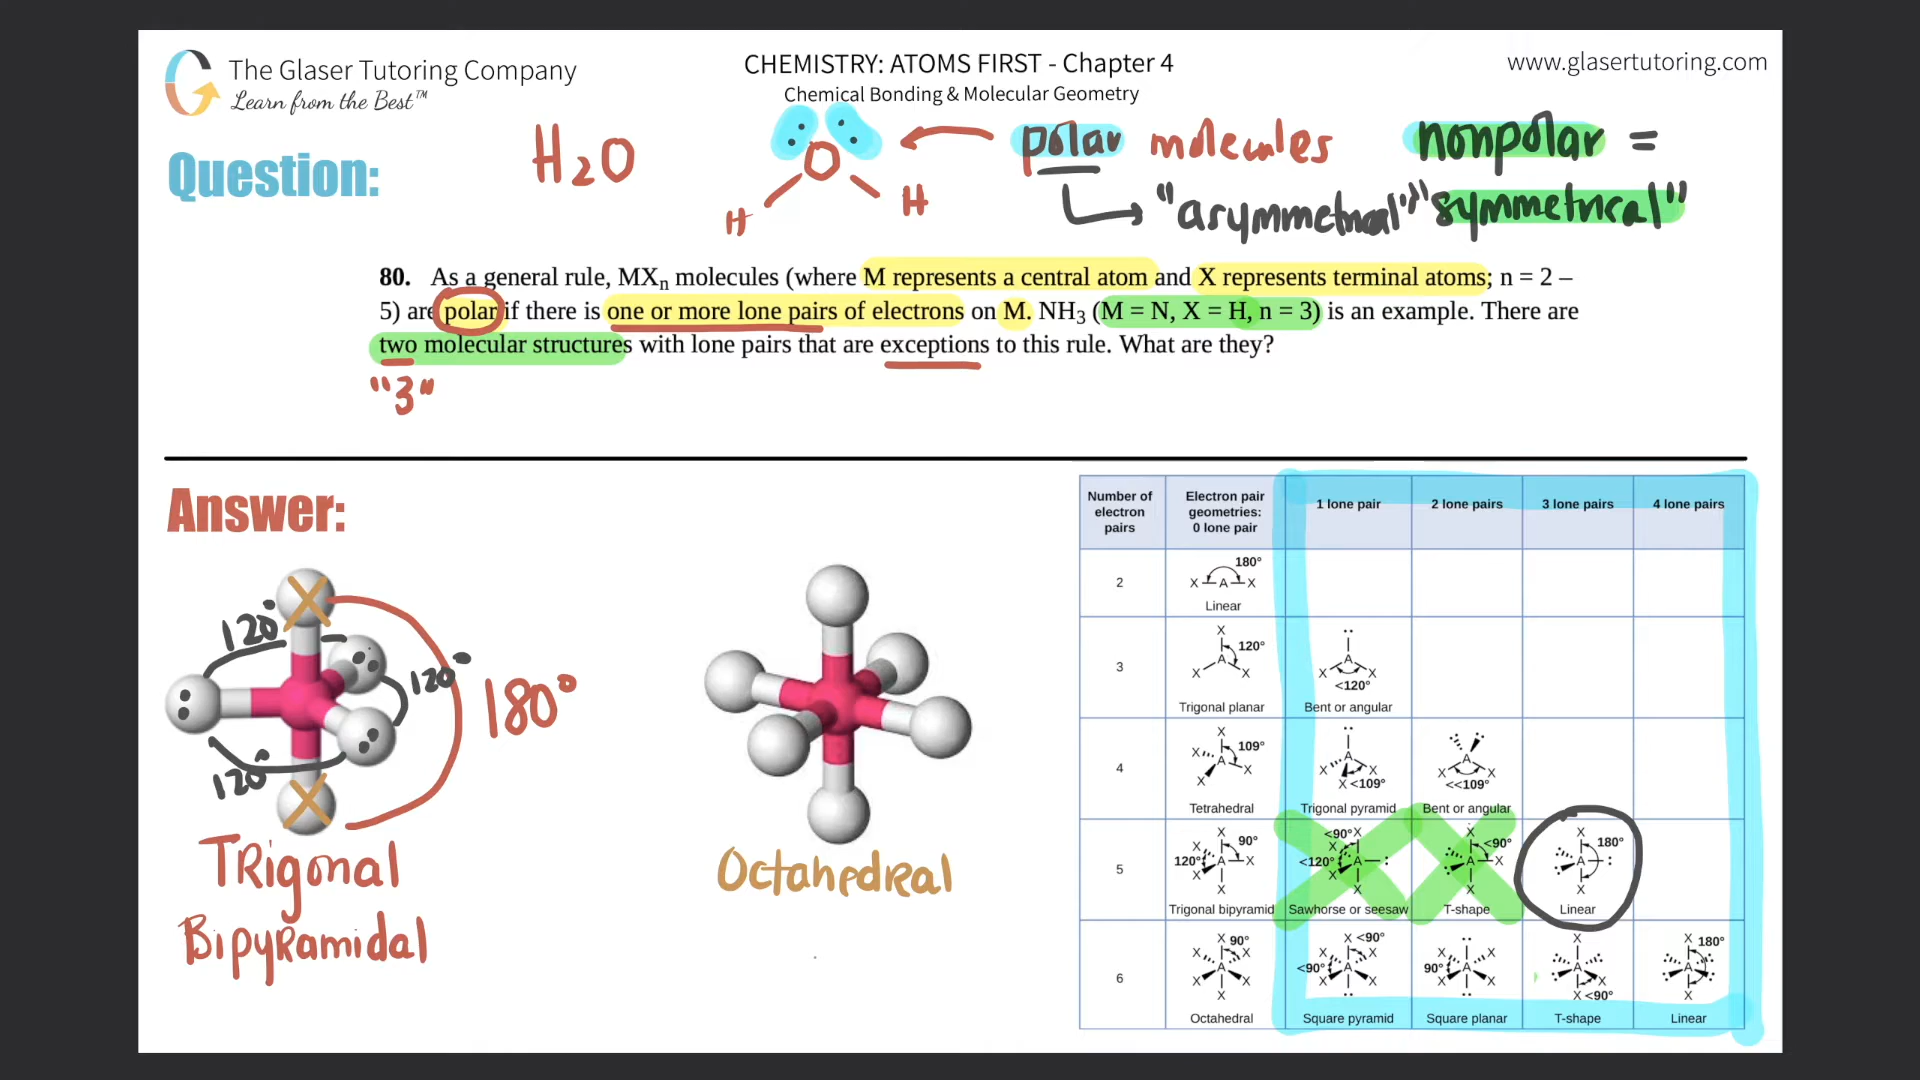 The Glaser Tutoring Company
Learn from the Best™
CHEMISTRY: ATOMS FIRST - Chapter 4
Chemical Bonding & Molecular Geometry
www.glasertutoring.com
Question:
H₂O
O
H
H
polar molecules
"asymmetrical"
nonpolar =
"symmetrical"
80. As a general rule, MXₙ molecules (where M represents a central atom and X represents terminal atoms; n = 2 –
5) are polar if there is one or more lone pairs of electrons on M. NH₃ (M = N, X = H, n = 3) is an example. There are
two molecular structures with lone pairs that are exceptions to this rule. What are they?
"3"
Answer:
X
120°
120°
120°
X
180°
TRigonal
BipyRamidal
OctahedRal
Number of electron pairs
Electron pair geometries: 0 lone pair
1 lone pair
2 lone pairs
3 lone pairs
4 lone pairs
2
180°
X A X
Linear
3
X
120°
A
X X
Trigonal planar
A
X X
<120°
Bent or angular
4
X
109°
X A X
X
Tetrahedral
A
X X
X <109°
Trigonal pyramid
A
X X
<<109°
Bent or angular
5
X 90°
X
120° A X
X
X
Trigonal bipyramid
<90° X
X
<120° A
X
X
Sawhorse or seesaw
X
<90°
A X
X
T-shape
X 180°
A
X
Linear
6
X 90°
X X
A
X X
X
Octahedral
X <90°
X X
<90° A
X X
Square pyramid
X X
90° A
X X
Square planar
X
A
X
X <90°
T-shape
X 180°
A
X
Linear